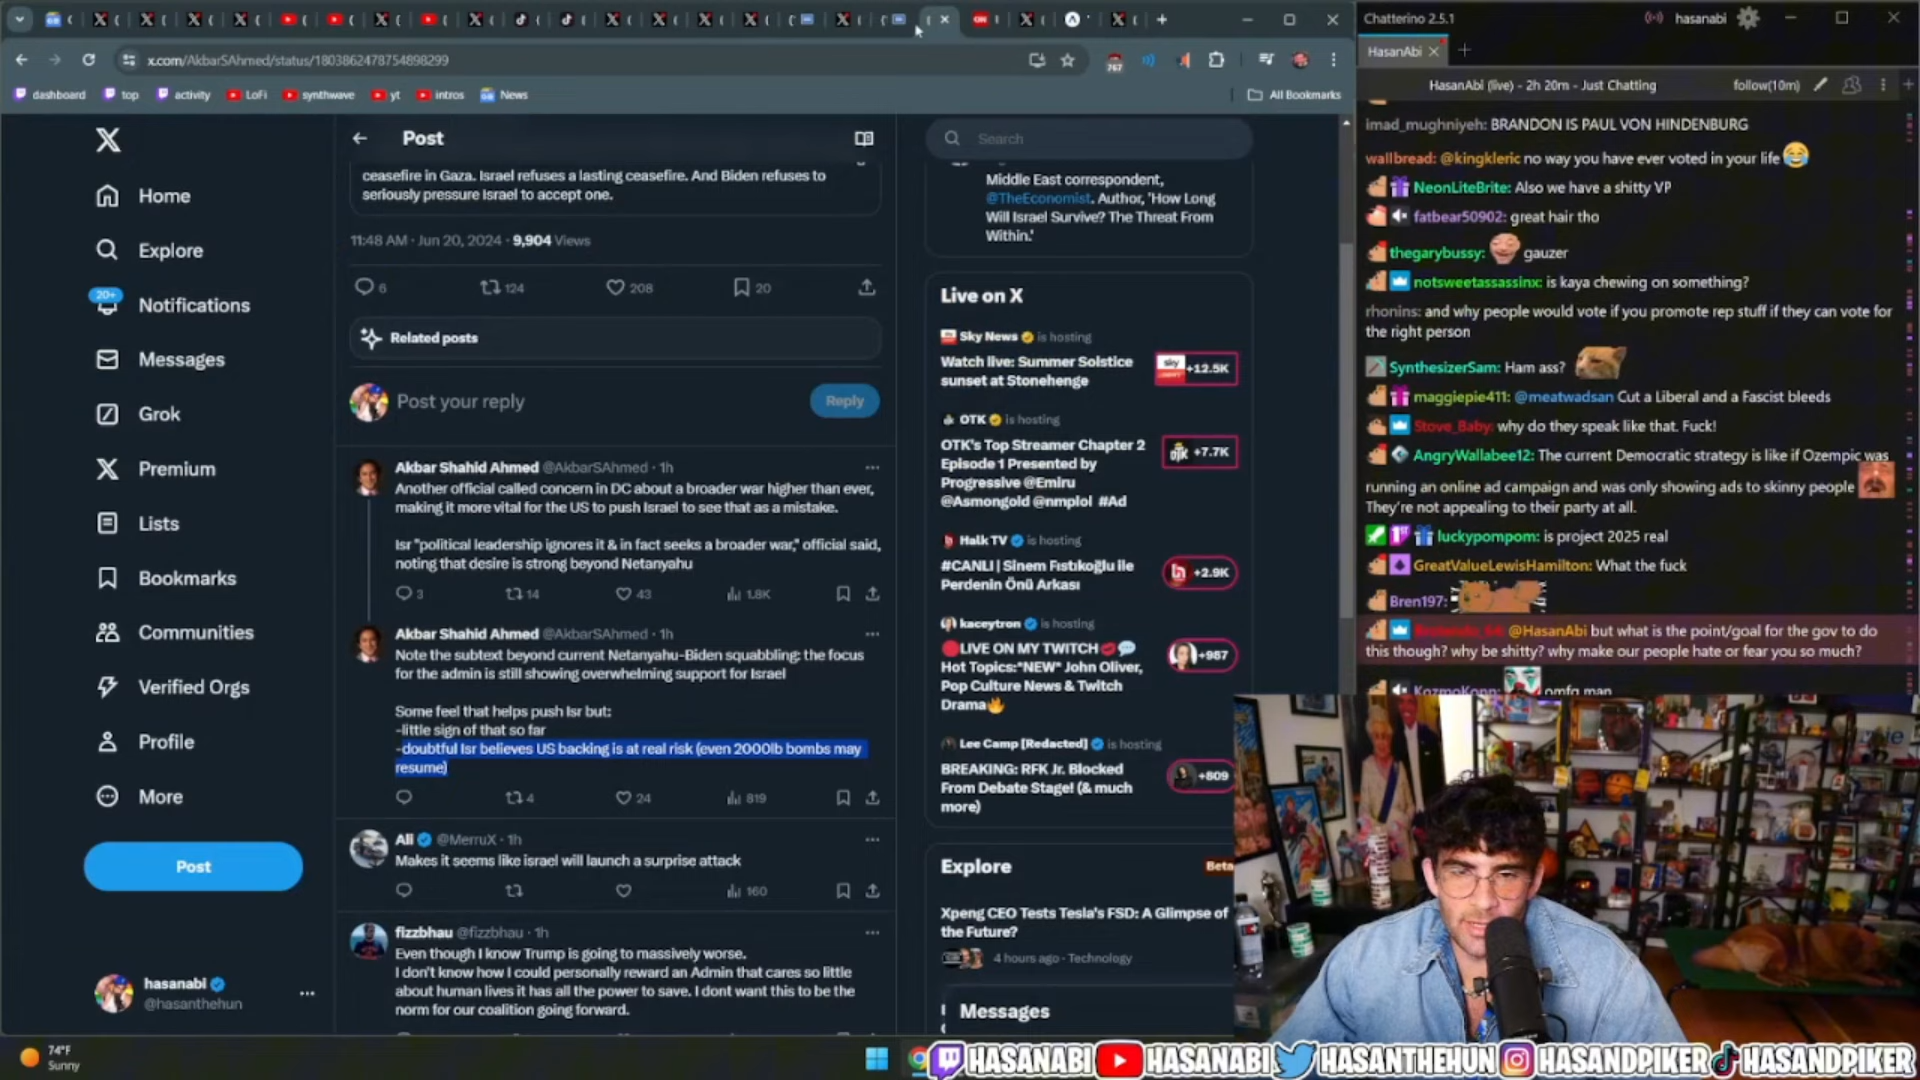 x.com/AkbarSAhmed/status/1803862478754898299
767
dashboard
top
activity
LoFi
synthwave
yt
intros
News
All Bookmarks
Home
Explore
20+
Notifications
Messages
Grok
Premium
Lists
Bookmarks
Communities
Verified Orgs
Profile
More
Post
hasanabi
@hasanthehun
Post
ceasefire in Gaza. Israel refuses a lasting ceasefire. And Biden refuses to
seriously pressure Israel to accept one.
11:48 AM · Jun 20, 2024 · 9,904 Views
6
124
208
20
Related posts
Post your reply
Reply
Akbar Shahid Ahmed @AkbarSAhmed · 1h
Another official called concern in DC about a broader war higher than ever,
making it more vital for the US to push Israel to see that as a mistake.
Isr "political leadership ignores it & in fact seeks a broader war," official said,
noting that desire is strong beyond Netanyahu
3
14
43
1.8K
Akbar Shahid Ahmed @AkbarSAhmed · 1h
Note the subtext beyond current Netanyahu-Biden squabbling: the focus
for the admin is still showing overwhelming support for Israel
Some feel that helps push Isr but:
-little sign of that so far
-doubtful Isr believes US backing is at real risk (even 2000lb bombs may
resume)
4
24
819
Ali @MerruX · 1h
Makes it seems like israel will launch a surprise attack
160
fizzbhau @fizzbhau · 1h
Even though I know Trump is going to massively worse.
I don't know how I could personally reward an Admin that cares so little
about human lives it has all the power to save. I dont want this to be the
norm for our coalition going forward.
Search
Middle East correspondent,
@TheEconomist. Author, 'How Long
Will Israel Survive? The Threat From
Within.'
Live on X
Sky News is hosting
Watch live: Summer Solstice
sunset at Stonehenge
sky
+12.5K
OTK is hosting
OTK's Top Streamer Chapter 2
Episode 1 Presented by
Progressive @Emiru
@Asmongold @nmplol #Ad
+7.7K
Halk TV is hosting
#CANLI | Sinem Fıstıkoğlu ile
Perdenin Önü Arkası
+2.9K
kaceytron is hosting
LIVE ON MY TWITCH
Hot Topics:"NEW" John Oliver,
Pop Culture News & Twitch
Drama
+987
Lee Camp [Redacted] is hosting
BREAKING: RFK Jr. Blocked
From Debate Stage! (& much
more)
+809
Explore
Beta
Xpeng CEO Tests Tesla's FSD: A Glimpse of
the Future?
4 hours ago · Technology
Messages
Chatterino 2.5.1
hasanabi
HasanAbi
HasanAbi (live) - 2h 20m - Just Chatting
follow(10m)
imad_mughniyeh: BRANDON IS PAUL VON HINDENBURG
wallbread: @kingkleric no way you have ever voted in your life
NeonLiteBrite: Also we have a shitty VP
fatbear50902: great hair tho
thegarybussy: gauzer
notsweetassassinx: is kaya chewing on something?
rhonins: and why people would vote if you promote rep stuff if they can vote for
the right person
SynthesizerSam: Ham ass?
maggiepie411: @meatwadsan Cut a Liberal and a Fascist bleeds
Stove_Baby: why do they speak like that. Fuck!
AngryWallabee12: The current Democratic strategy is like if Ozempic was
running an online ad campaign and was only showing ads to skinny people
They're not appealing to their party at all.
luckypompom: is project 2025 real
GreatValueLewisHamilton: What the fuck
Bren197:
@HasanAbi but what is the point/goal for the gov to do
this though? why be shitty? why make our people hate or fear you so much?
KozmoKopp: omfg man
74°F
Sunny
HASANABI
HASANABI
HASANTHEHUN
HASANDPIKER
HASANDPIKER